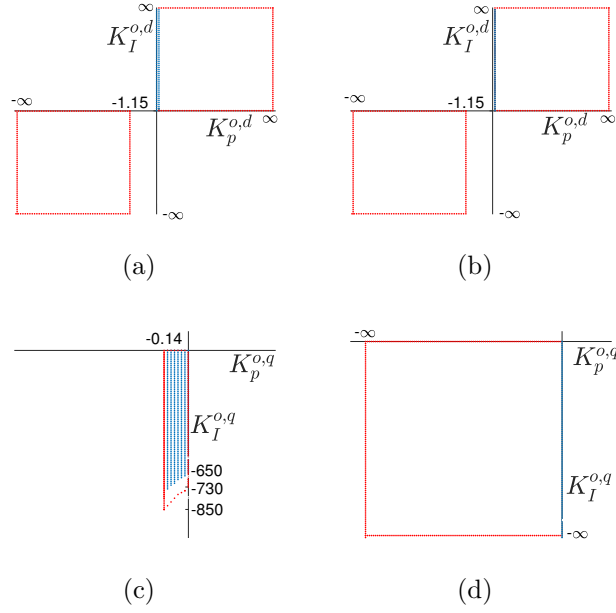 ∞
K_I^{o,d}
-∞
-1.15
K_p^{o,d}
∞
-∞
(a)
∞
K_I^{o,d}
-∞
-1.15
K_p^{o,d}
∞
-∞
(b)
-0.14
K_p^{o,q}
K_I^{o,q}
-650
-730
-850
(c)
-∞
K_p^{o,q}
K_I^{o,q}
-∞
(d)